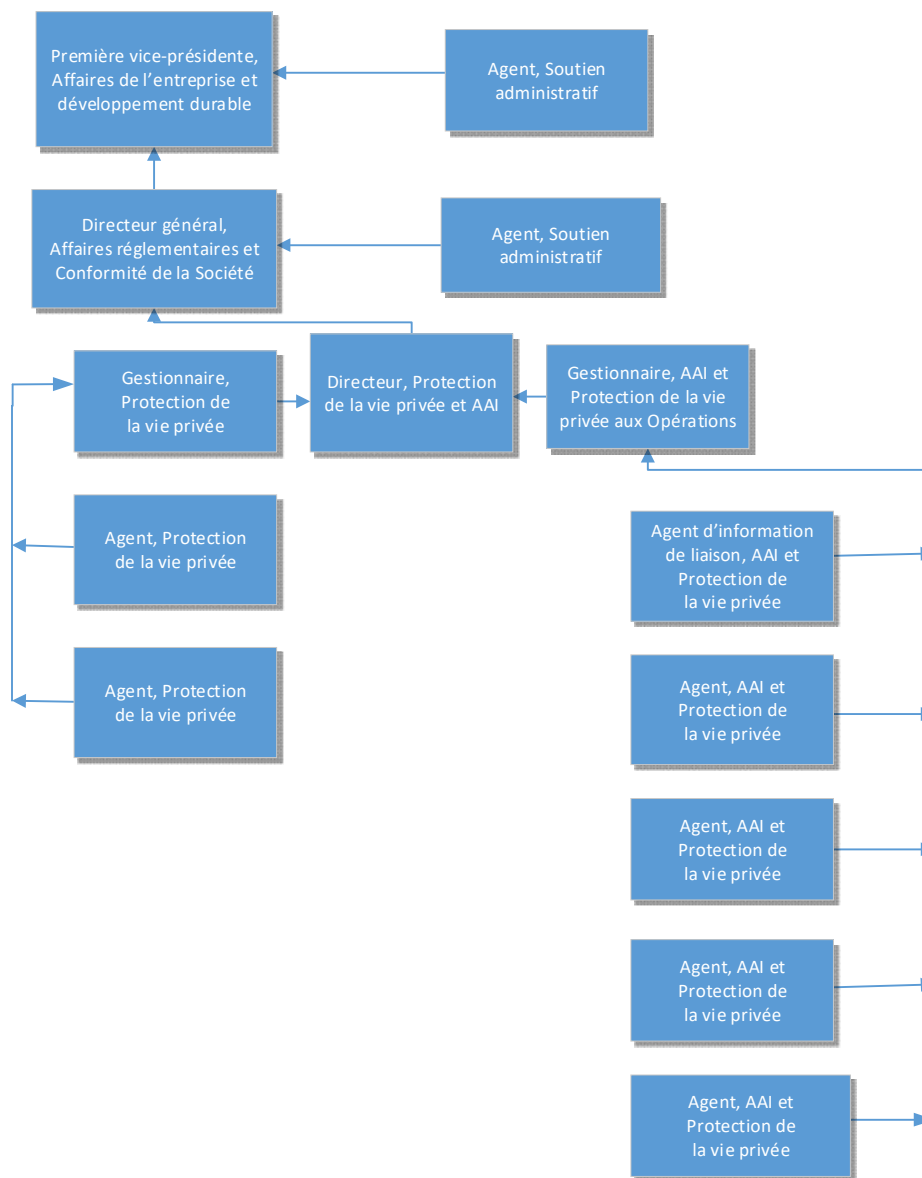 Première vice-présidente,
Affaires de l’entreprise et
développement durable
Agent, Soutien
administratif
Directeur général,
Affaires réglementaires et
Conformité de la Société
Agent, Soutien
administratif
Gestionnaire,
Protection de
la vie privée
Directeur, Protection
de la vie privée et AAI
Gestionnaire, AAI et
Protection de la vie
privée aux Opérations
Agent, Protection
de la vie privée
Agent, Protection
de la vie privée
Agent d’information
de liaison, AAI et
Protection de
la vie privée
Agent, AAI et
Protection de
la vie privée
Agent, AAI et
Protection de
la vie privée
Agent, AAI et
Protection de
la vie privée
Agent, AAI et
Protection de
la vie privée